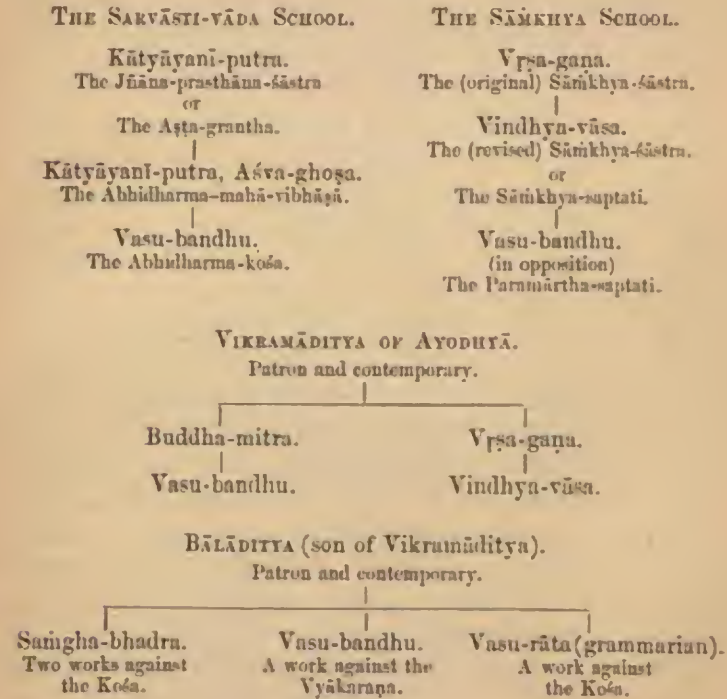 THE SARVĀSTI-VĀDA SCHOOL.
Kātyāyanī-putra.
The Jñāna-prasthāna-śāstra
or
The Aṣṭa-grantha.
Kātyāyanī-putra, Aśva-ghoṣa.
The Abhidharma-mahā-vibhāṣā.
Vasu-bandhu.
The Abhidharma-kośa.
THE SĀṀKHYA SCHOOL.
Vṛṣa-gaṇa.
The (original) Sāṁkhya-śāstra.
Vindhya-vāsa.
The (revised) Sāṁkhya-śāstra.
or
The Sāṁkhya-saptati.
Vasu-bandhu.
(in opposition)
The Paramārtha-saptati.
VIKRAMĀDITYA OF AYODHYĀ.
Patron and contemporary.
Buddha-mitra. Vṛṣa-gaṇa.
Vasu-bandhu. Vindhya-vāsa.
BĀLĀDITYA (son of Vikramāditya).
Patron and contemporary.
Saṁgha-bhadra. Vasu-bandhu. Vasu-rāta (grammarian).
Two works against A work against the A work against
the Kośa. Vyākaraṇa. the Kośa.